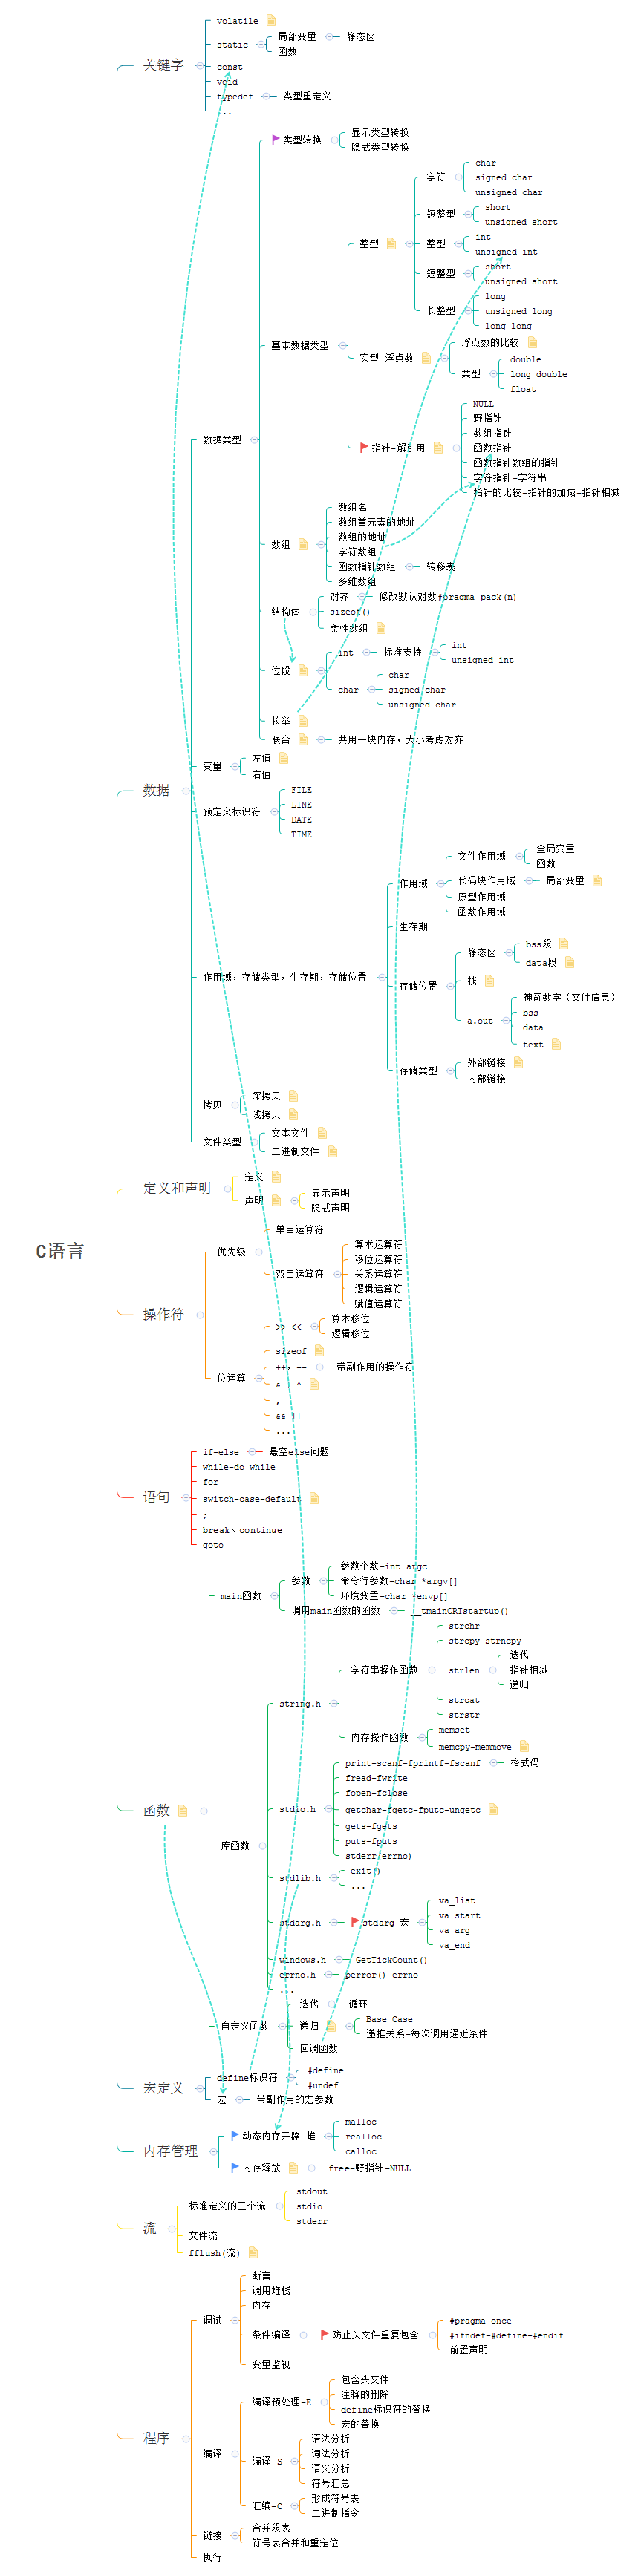 C语言
关键字
volatile
static
局部变量
静态区
函数
const
void
typedef
类型重定义
...
数据
数据类型
类型转换
显示类型转换
隐式类型转换
基本数据类型
整型
字符
char
signed char
unsigned char
短整型
short
unsigned short
整型
int
unsigned int
短整型
short
unsigned short
长整型
long
unsigned long
long long
实型-浮点数
浮点数的比较
类型
double
long double
float
指针-解引用
NULL
野指针
数组指针
函数指针
函数指针数组的指针
字符指针-字符串
指针的比较-指针的加减-指针相减
数组
数组名
数组首元素的地址
数组的地址
字符数组
函数指针数组
转移表
多维数组
结构体
对齐
修改默认对数#pragma pack(n)
sizeof()
柔性数组
位段
int
标准支持
int
unsigned int
char
char
signed char
unsigned char
枚举
联合
共用一块内存，大小考虑对齐
变量
左值
右值
预定义标识符
FILE
LINE
DATE
TIME
作用域，存储类型，生存期，存储位置
作用域
文件作用域
全局变量
函数
代码块作用域
局部变量
原型作用域
函数作用域
生存期
存储位置
静态区
bss段
data段
栈
a.out
神奇数字（文件信息）
bss
data
text
存储类型
外部链接
内部链接
拷贝
深拷贝
浅拷贝
文件类型
文本文件
二进制文件
定义和声明
定义
声明
显示声明
隐式声明
操作符
优先级
单目运算符
双目运算符
算术运算符
移位运算符
关系运算符
逻辑运算符
赋值运算符
位运算
>> <<
算术移位
逻辑移位
sizeof
++，--
带副作用的操作符
& | ^
,
&& ||
...
语句
if-else
悬空else问题
while-do while
for
switch-case-default
;
break、continue
goto
函数
main函数
参数
参数个数-int argc
命令行参数-char *argv[]
环境变量-char *envp[]
调用main函数的函数
__tmainCRTstartup()
库函数
string.h
字符串操作函数
strchr
strcpy-strncpy
strlen
迭代
指针相减
递归
strcat
strstr
内存操作函数
memset
memcpy-memmove
stdio.h
print-scanf-fprintf-fscanf
格式码
fread-fwrite
fopen-fclose
getchar-fgetc-fputc-ungetc
gets-fgets
puts-fputs
stderr(errno)
stdlib.h
exit()
...
stdarg.h
stdarg 宏
va_list
va_start
va_arg
va_end
windows.h
GetTickCount()
errno.h
perror()-errno
...
自定义函数
迭代
循环
递归
Base Case
递推关系-每次调用逼近条件
回调函数
宏定义
define标识符
#define
#undef
宏
带副作用的宏参数
内存管理
动态内存开辟-堆
malloc
realloc
calloc
内存释放
free-野指针-NULL
流
标准定义的三个流
stdout
stdio
stderr
文件流
fflush(流)
程序
调试
断言
调用堆栈
内存
条件编译
防止头文件重复包含
#pragma once
#ifndef-#define-#endif
前置声明
变量监视
编译
编译预处理-E
包含头文件
注释的删除
define标识符的替换
宏的替换
编译-S
语法分析
词法分析
语义分析
符号汇总
汇编-C
形成符号表
二进制指令
链接
合并段表
符号表合并和重定位
执行